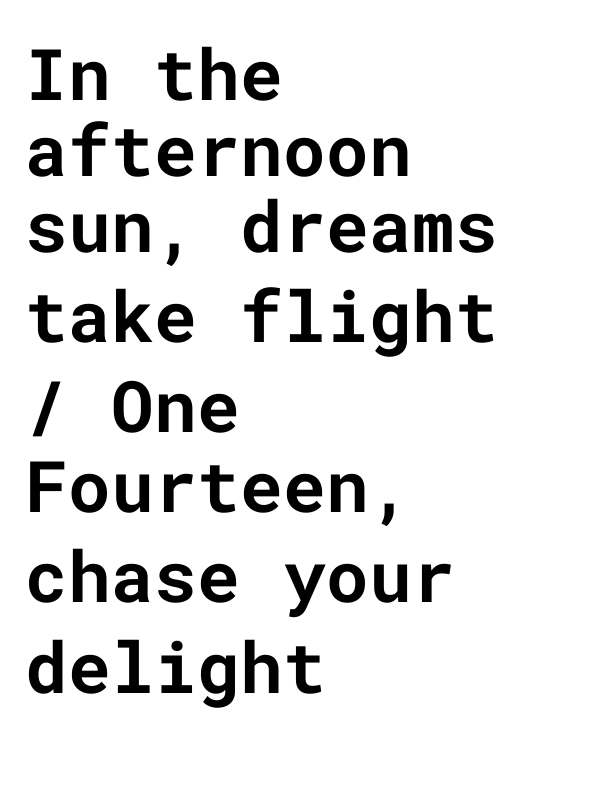 In the
afternoon
sun, dreams
take flight
/ One
Fourteen,
chase your
delight